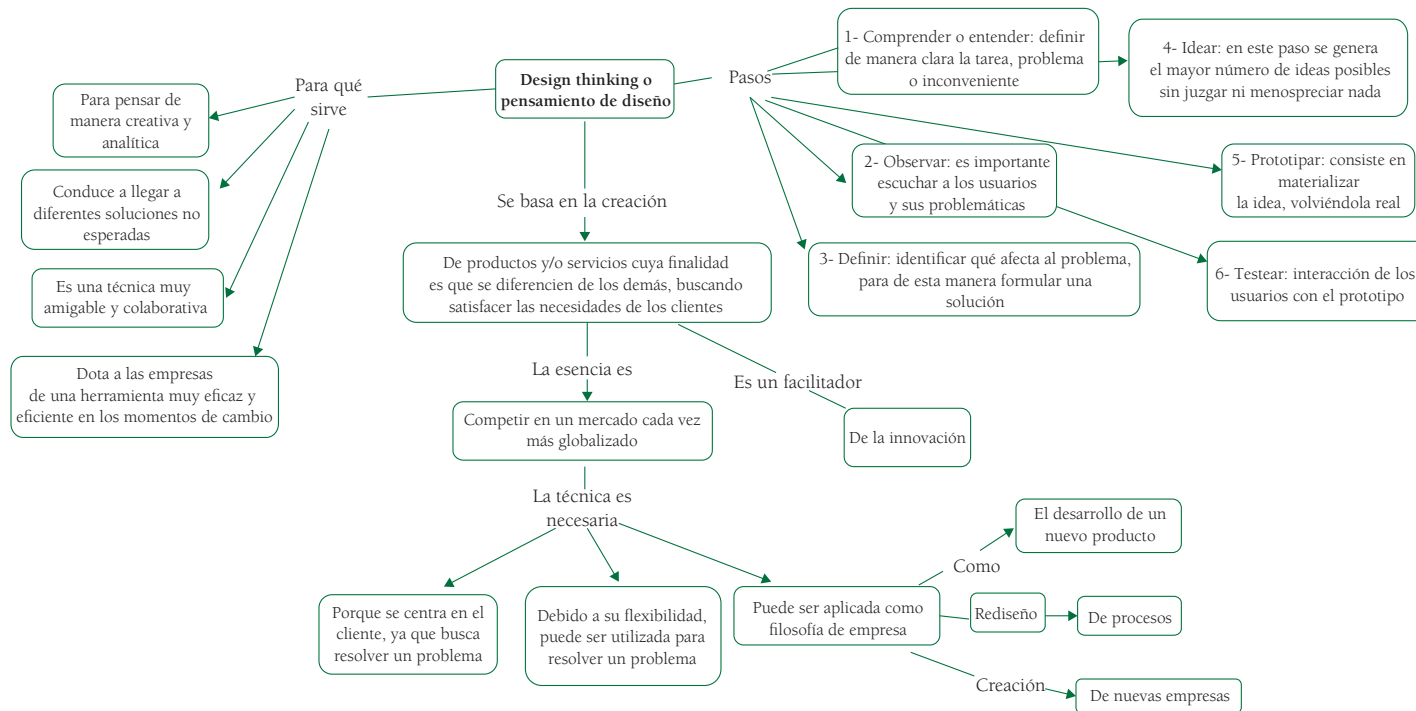 Design thinking o
pensamiento de diseño
Para qué
sirve
Para pensar de
manera creativa y
analítica
Conduce a llegar a
diferentes soluciones no
esperadas
Es una técnica muy
amigable y colaborativa
Dota a las empresas
de una herramienta muy eficaz y
eficiente en los momentos de cambio
Pasos
1- Comprender o entender: definir
de manera clara la tarea, problema
o inconveniente
2- Observar: es importante
escuchar a los usuarios
y sus problemáticas
3- Definir: identificar qué afecta al problema,
para de esta manera formular una
solución
4- Idear: en este paso se genera
el mayor número de ideas posibles
sin juzgar ni menospreciar nada
5- Prototipar: consiste en
materializar
la idea, volviéndola real
6- Testear: interacción de los
usuarios con el prototipo
Se basa en la creación
De productos y/o servicios cuya finalidad
es que se diferencien de los demás, buscando
satisfacer las necesidades de los clientes
La esencia es
Competir en un mercado cada vez
más globalizado
Es un facilitador
De la innovación
La técnica es
necesaria
Porque se centra en el
cliente, ya que busca
resolver un problema
Debido a su flexibilidad,
puede ser utilizada para
resolver un problema
Puede ser aplicada como
filosofía de empresa
Como
El desarrollo de un
nuevo producto
Rediseño
De procesos
Creación
De nuevas empresas